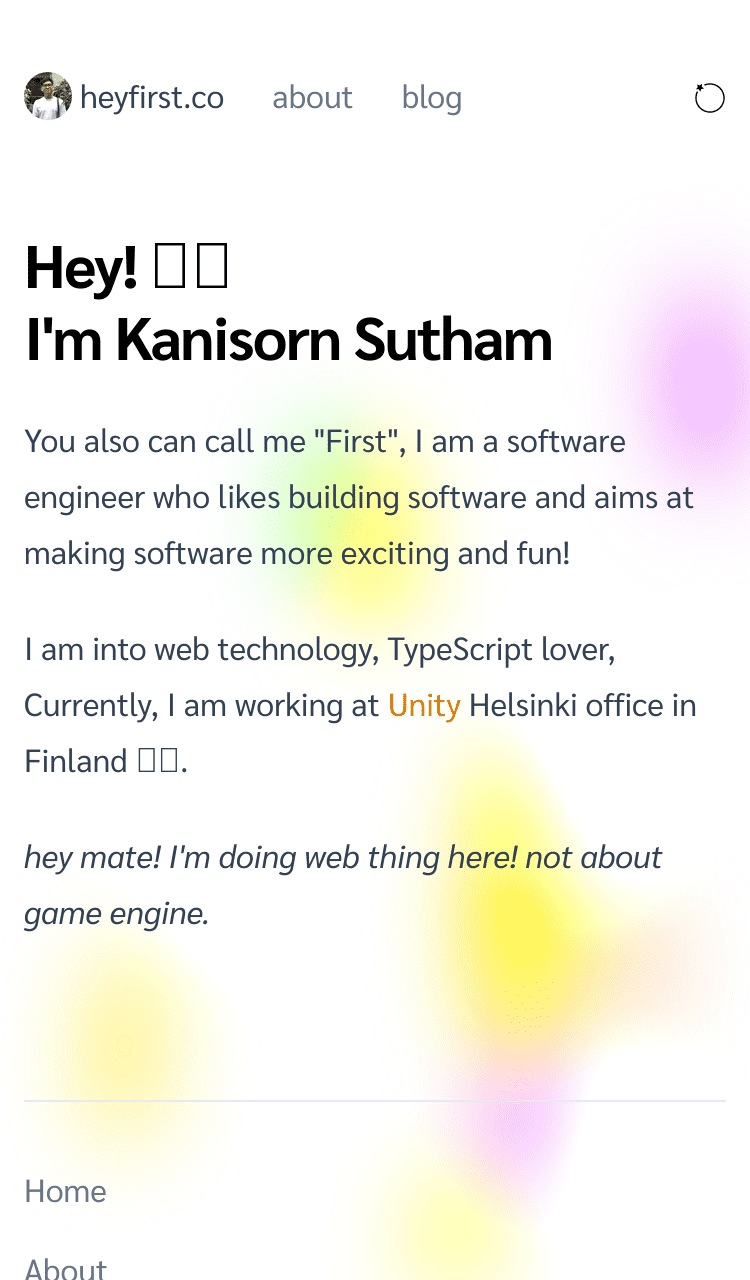 heyfirst.co about blog
Hey! 
I'm Kanisorn Sutham
You also can call me "First", I am a software
engineer who likes building software and aims at
making software more exciting and fun!
I am into web technology, TypeScript lover,
Currently, I am working at Unity Helsinki office in
Finland .
hey mate! I'm doing web thing here! not about
game engine.
Home
About